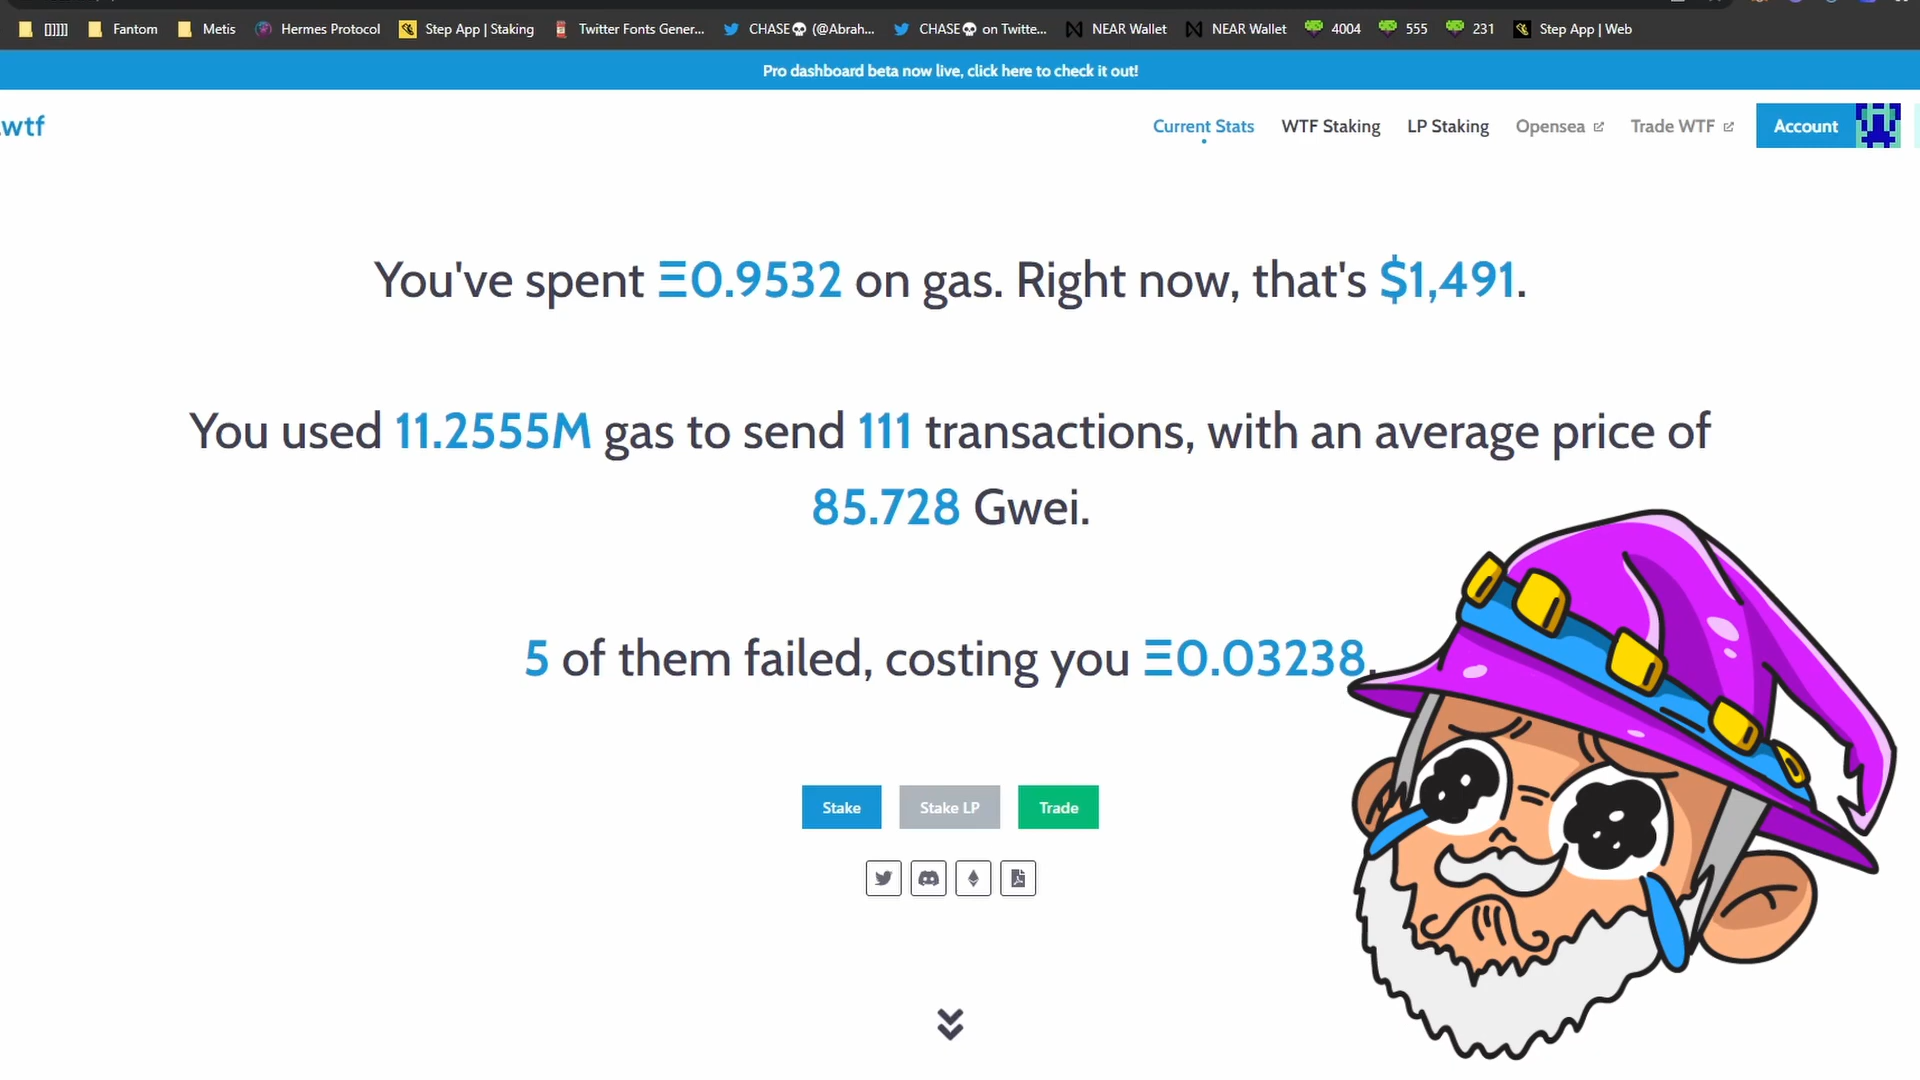 []]]]] Fantom Metis Hermes Protocol Step App | Staking Twitter Fonts Gener... CHASE💀 (@Abrah... CHASE💀 on Twitte... NEAR Wallet NEAR Wallet 4004 555 231 Step App | Web
Pro dashboard beta now live, click here to check it out!
.wtf Current Stats WTF Staking LP Staking Opensea Trade WTF Account
You've spent Ξ0.9532 on gas. Right now, that's $1,491.
You used 11.2555M gas to send 111 transactions, with an average price of
85.728 Gwei.
5 of them failed, costing you Ξ0.03238.
Stake Stake LP Trade